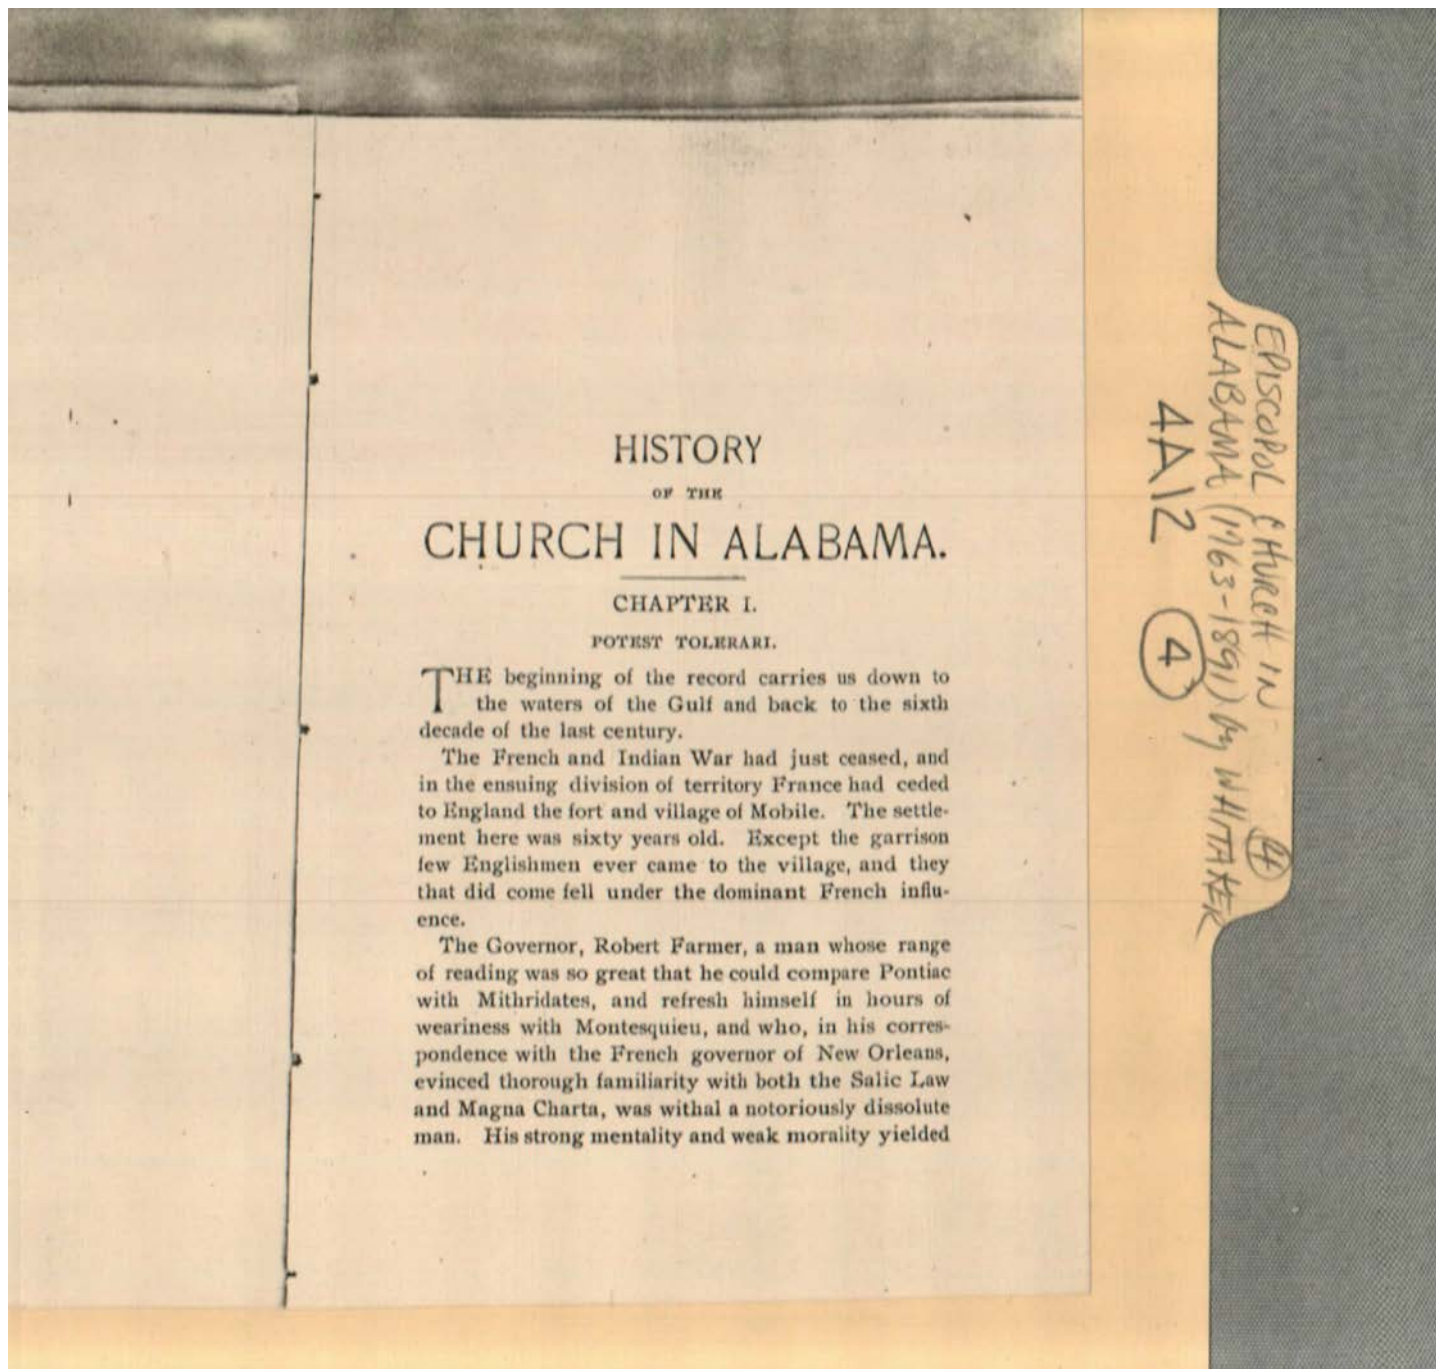 HISTORY
OF THE
CHURCH IN ALABAMA.
CHAPTER I.
POTEST TOLERARI.
THE beginning of the record carries us down to
the waters of the Gulf and back to the sixth
decade of the last century.
The French and Indian War had just ceased, and
in the ensuing division of territory France had ceded
to England the fort and village of Mobile. The settle-
ment here was sixty years old. Except the garrison
few Englishmen ever came to the village, and they
that did come fell under the dominant French influ-
ence.
The Governor, Robert Farmer, a man whose range
of reading was so great that he could compare Pontiac
with Mithridates, and refresh himself in hours of
weariness with Montesquieu, and who, in his corres-
pondence with the French governor of New Orleans,
evinced thorough familiarity with both the Salic Law
and Magna Charta, was withal a notoriously dissolute
man. His strong mentality and weak morality yielded
EPISCOPOL CHURCH IN
ALABAMA (1763-1891) by WHITAKER
4A12 4
4